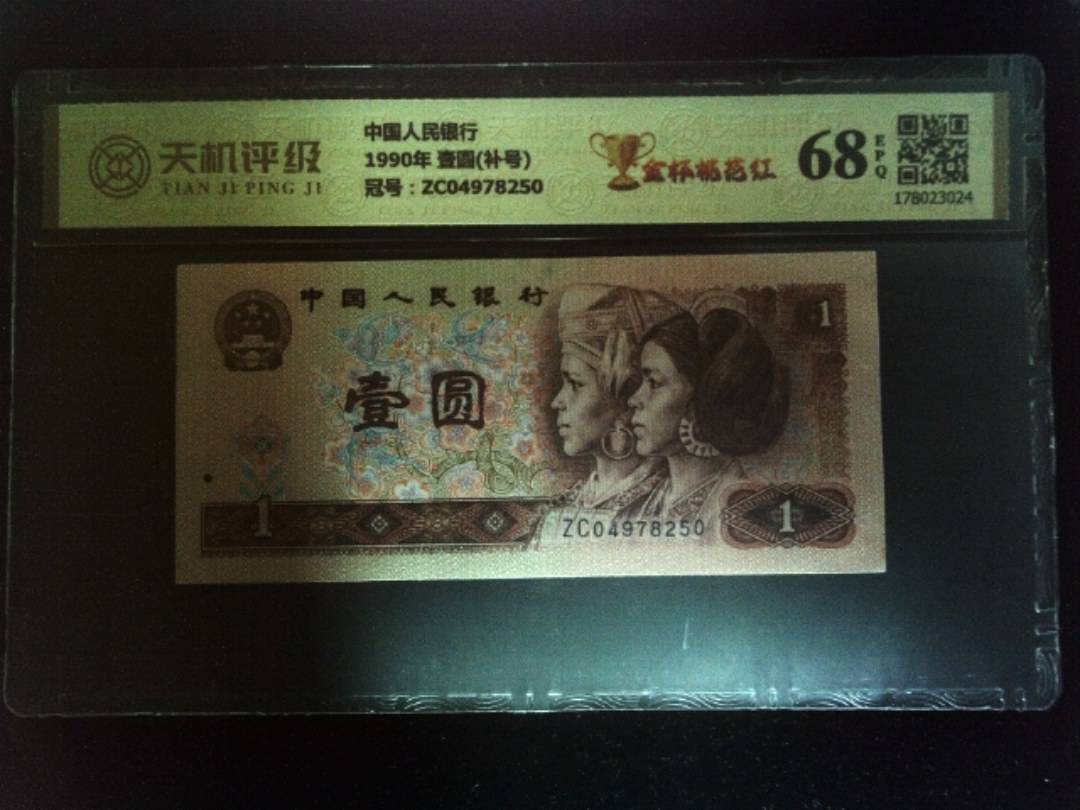 天机评级
TIAN JI PING JI
中国人民银行
1990年 壹圆(补号)
冠号：ZC04978250
金杯桃花红
68
EPQ
178023024
中国人民银行
1
壹圆
1
ZC04978250
1